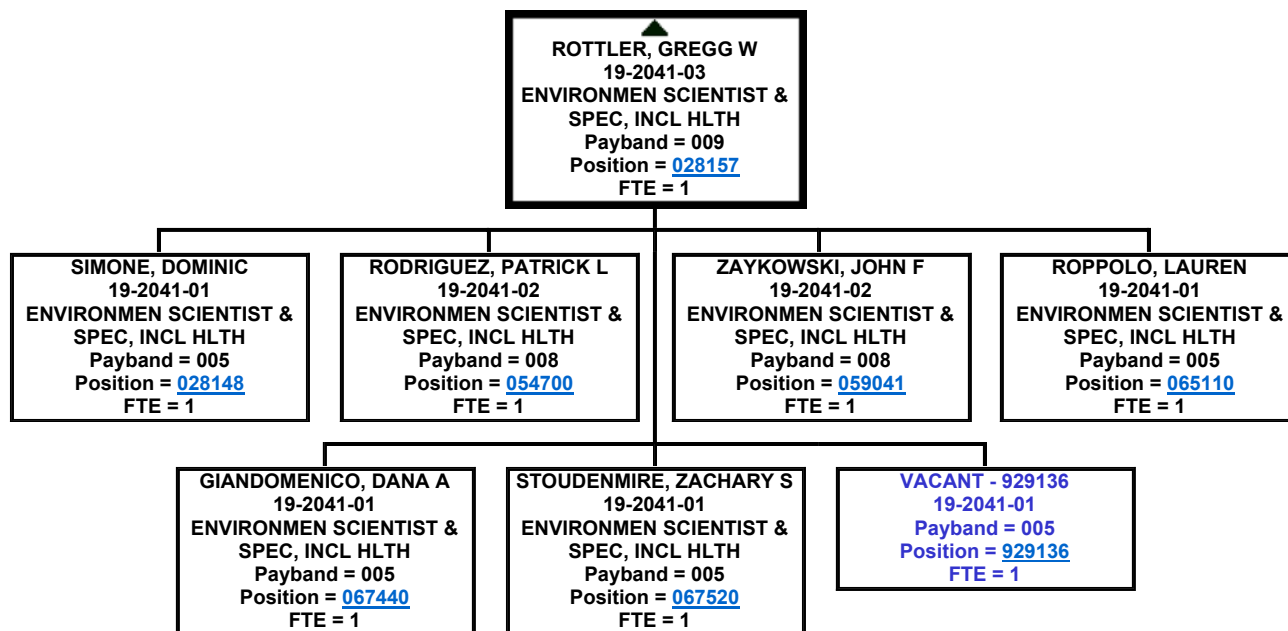 ROTTLER, GREGG W
19-2041-03
ENVIRONMEN SCIENTIST &
SPEC, INCL HLTH
Payband = 009
Position = 028157
FTE = 1
SIMONE, DOMINIC
19-2041-01
ENVIRONMEN SCIENTIST &
SPEC, INCL HLTH
Payband = 005
Position = 028148
FTE = 1
RODRIGUEZ, PATRICK L
19-2041-02
ENVIRONMEN SCIENTIST &
SPEC, INCL HLTH
Payband = 008
Position = 054700
FTE = 1
ZAYKOWSKI, JOHN F
19-2041-02
ENVIRONMEN SCIENTIST &
SPEC, INCL HLTH
Payband = 008
Position = 059041
FTE = 1
ROPPOLO, LAUREN
19-2041-01
ENVIRONMEN SCIENTIST &
SPEC, INCL HLTH
Payband = 005
Position = 065110
FTE = 1
GIANDOMENICO, DANA A
19-2041-01
ENVIRONMEN SCIENTIST &
SPEC, INCL HLTH
Payband = 005
Position = 067440
FTE = 1
STOUDENMIRE, ZACHARY S
19-2041-01
ENVIRONMEN SCIENTIST &
SPEC, INCL HLTH
Payband = 005
Position = 067520
FTE = 1
VACANT - 929136
19-2041-01
Payband = 005
Position = 929136
FTE = 1